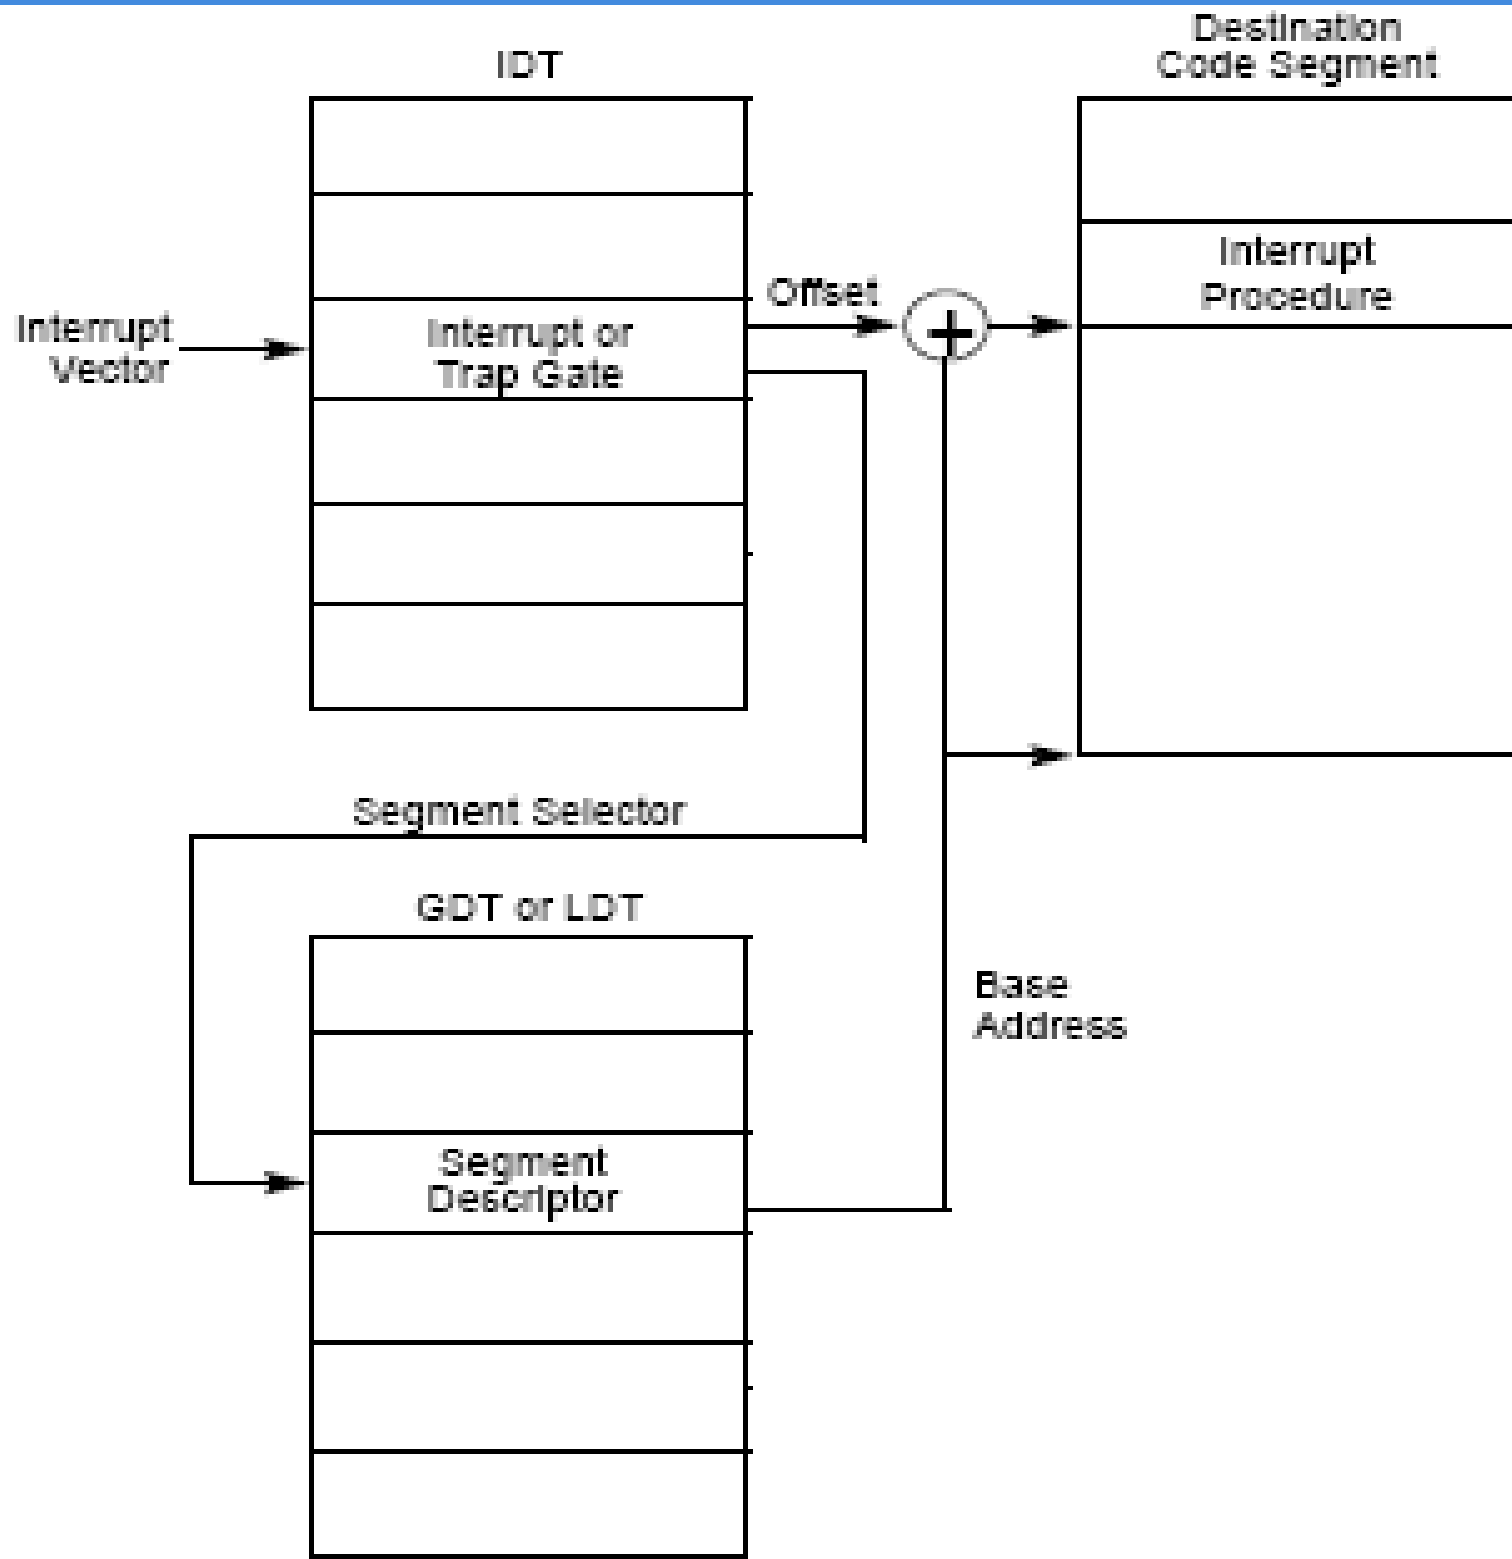 Destination
Code Segment
IDT
Interrupt
Procedure
Offset
+
Interrupt
Vector
Interrupt or
Trap Gate
Segment Selector
GDT or LDT
Base
Address
Segment
Descriptor